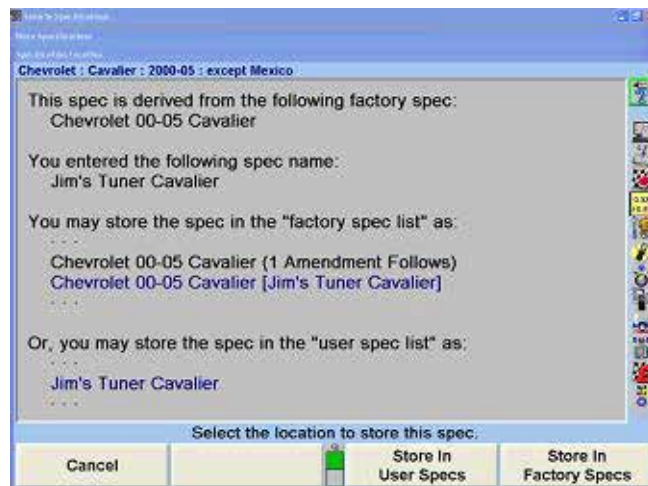 Chevrolet : Cavalier : 2000-05 : except Mexico
This spec is derived from the following factory spec:
Chevrolet 00-05 Cavalier
You entered the following spec name:
Jim's Tuner Cavalier
You may store the spec in the "factory spec list" as:
. . .
Chevrolet 00-05 Cavalier (1 Amendment Follows)
Chevrolet 00-05 Cavalier [Jim's Tuner Cavalier]
. . .
Or, you may store the spec in the "user spec list" as:
. . .
Jim's Tuner Cavalier
. . .
Select the location to store this spec.
Cancel
Store In
User Specs
Store In
Factory Specs